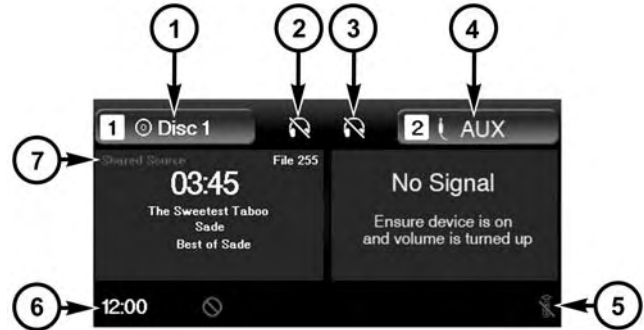 1
2
3
4
1 Disc 1
2 AUX
7
Shared Source
File 255
03:45
The Sweetest Taboo
Sade
Best of Sade
No Signal
Ensure device is on
and volume is turned up
6
12:00
5